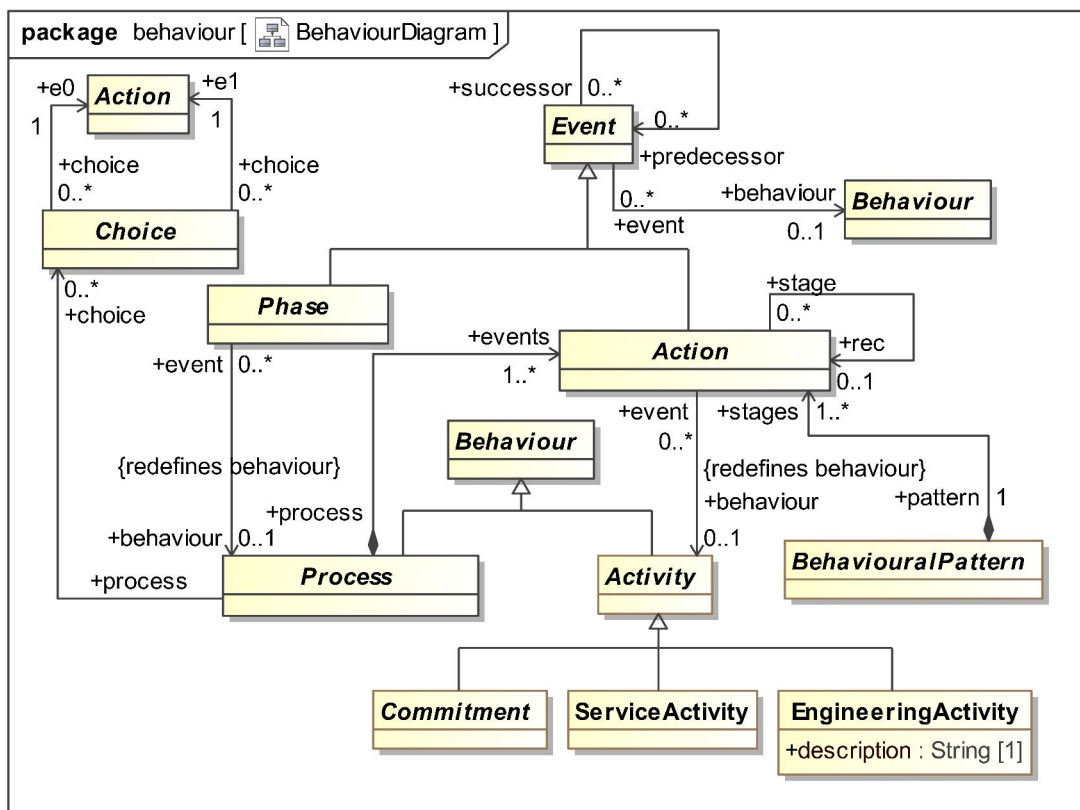 package behaviour [ BehaviourDiagram ]
+successor 0..*
0..*
+predecessor
+e0
+e1
Action
1
1
+choice
0..*
+choice
0..*
Choice
Event
0..*
+event
+behaviour
0..1
Behaviour
0..*
+choice
Phase
+event 0..*
+stage
0..*
+rec
0..1
+events
1..*
Action
+event
0..*
+stages 1..*
{redefines behaviour}
Behaviour
{redefines behaviour}
+behaviour
0..1
+pattern 1
+process
+behaviour 0..1
+process
Process
Activity
BehaviouralPattern
Commitment
ServiceActivity
EngineeringActivity
+description : String [1]